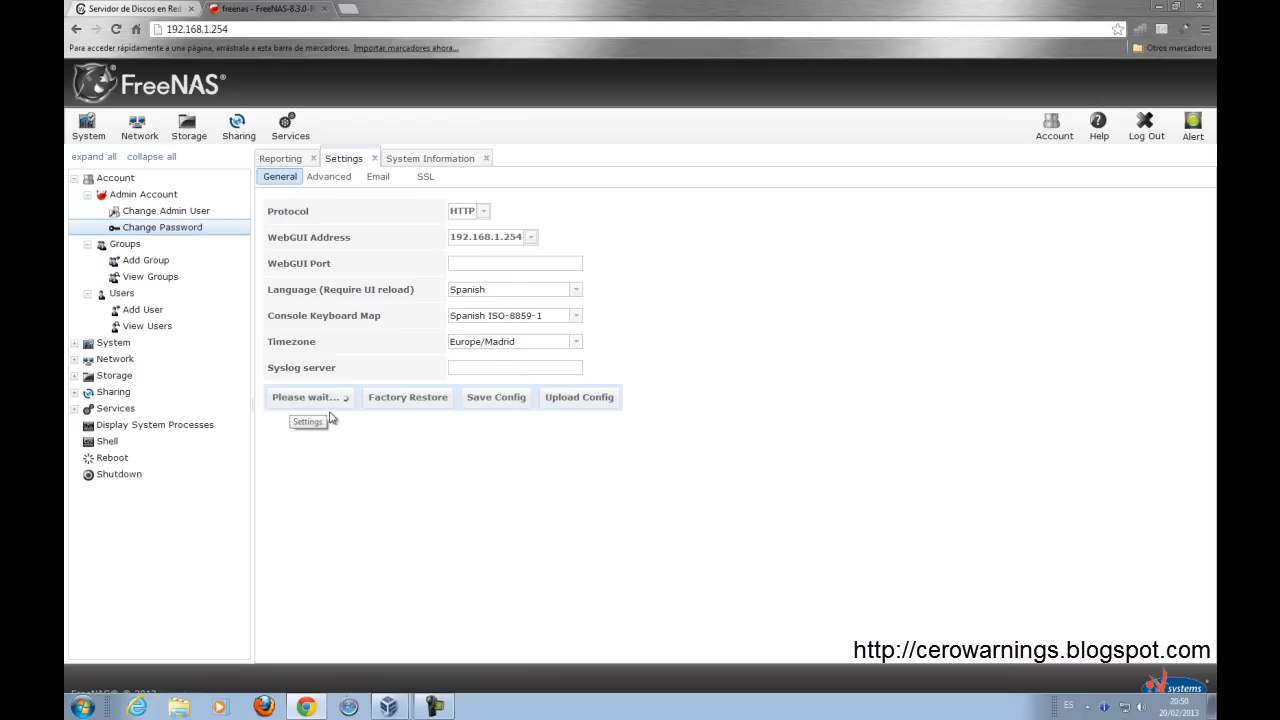 Servidor de Discos en Red
freenas - FreeNAS-8.3.0-R
192.168.1.254
Para acceder rápidamente a una página, arrástrala a esta barra de marcadores. Importar marcadores ahora...
Otros marcadores
FreeNAS®
System Network Storage Sharing Services
Account Help Log Out Alert
expand all collapse all
Reporting Settings System Information
General Advanced Email SSL
Account
Admin Account
Change Admin User
Change Password
Groups
Add Group
View Groups
Users
Add User
View Users
System
Network
Storage
Sharing
Services
Display System Processes
Shell
Reboot
Shutdown
Protocol HTTP
WebGUI Address 192.168.1.254
WebGUI Port
Language (Require UI reload) Spanish
Console Keyboard Map Spanish ISO-8859-1
Timezone Europe/Madrid
Syslog server
Please wait... Factory Restore Save Config Upload Config
Settings
http://cerowarnings.blogspot.com
FreeNAS® © 2012
systems
ES
20:50
20/02/2013